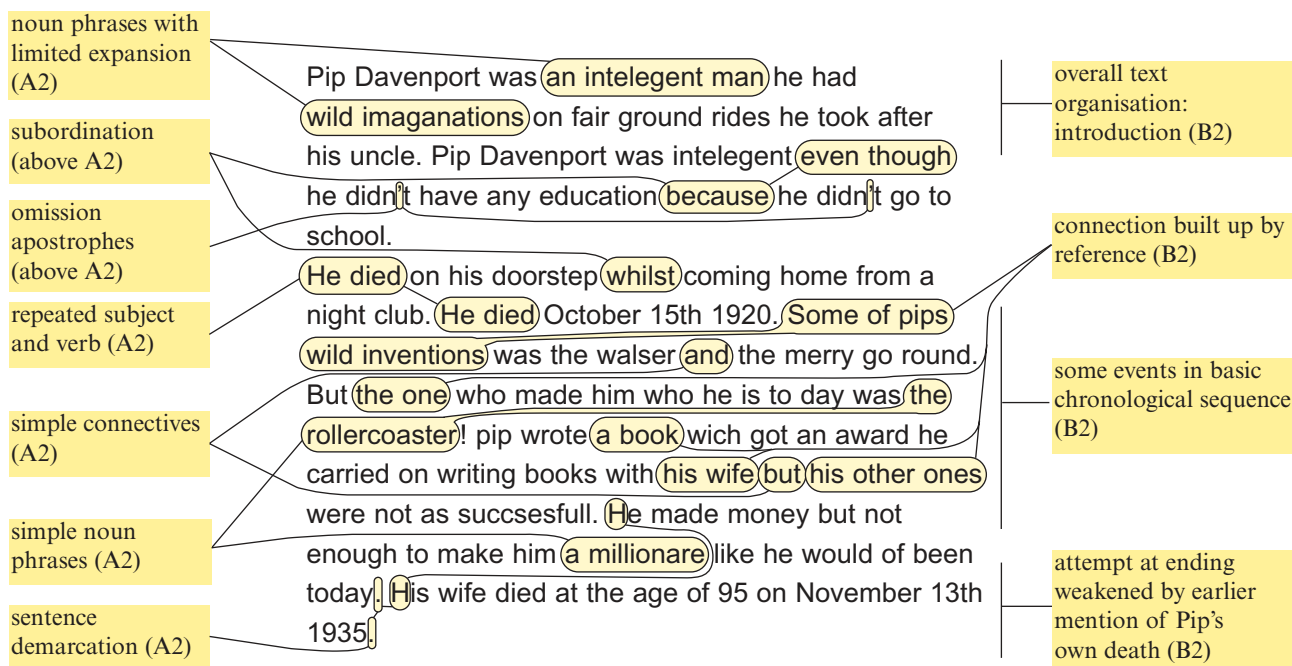 noun phrases with
limited expansion
(A2)
subordination
(above A2)
omission
apostrophes
(above A2)
repeated subject
and verb (A2)
simple connectives
(A2)
simple noun
phrases (A2)
sentence
demarcation (A2)
Pip Davenport was an intelegent man he had
wild imaganations on fair ground rides he took after
his uncle. Pip Davenport was intelegent even though
he didn't have any education because he didn't go to
school.
He died on his doorstep whilst coming home from a
night club. He died October 15th 1920. Some of pips
wild inventions was the walser and the merry go round.
But the one who made him who he is to day was the
rollercoaster! pip wrote a book wich got an award he
carried on writing books with his wife but his other ones
were not as succsesfull. He made money but not
enough to make him a millionare like he would of been
today. His wife died at the age of 95 on November 13th
1935.
overall text
organisation:
introduction (B2)
connection built up by
reference (B2)
some events in basic
chronological sequence
(B2)
attempt at ending
weakened by earlier
mention of Pip's
own death (B2)